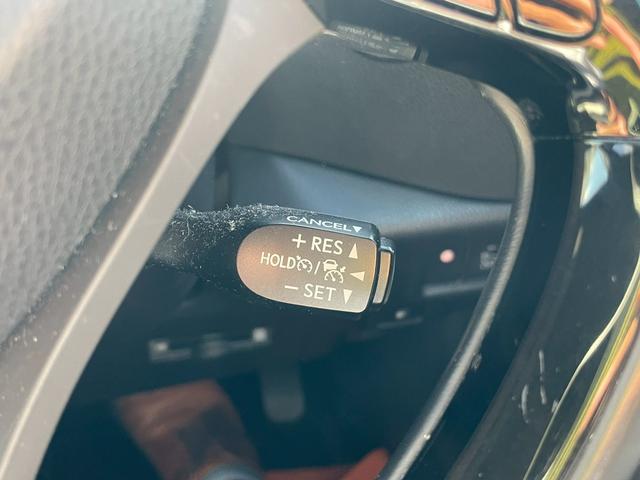 CANCEL▼
+ RES ▲
HOLD / ◄
− SET ▼